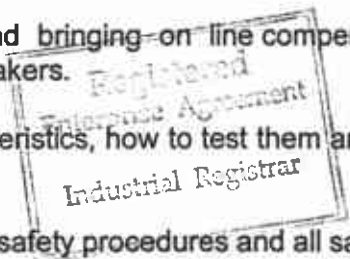 nd bringing on line compe
akers.
Registered
Enterprise Agreement
eristics, how to test them a
Industrial Registrar
safety procedures and all sa